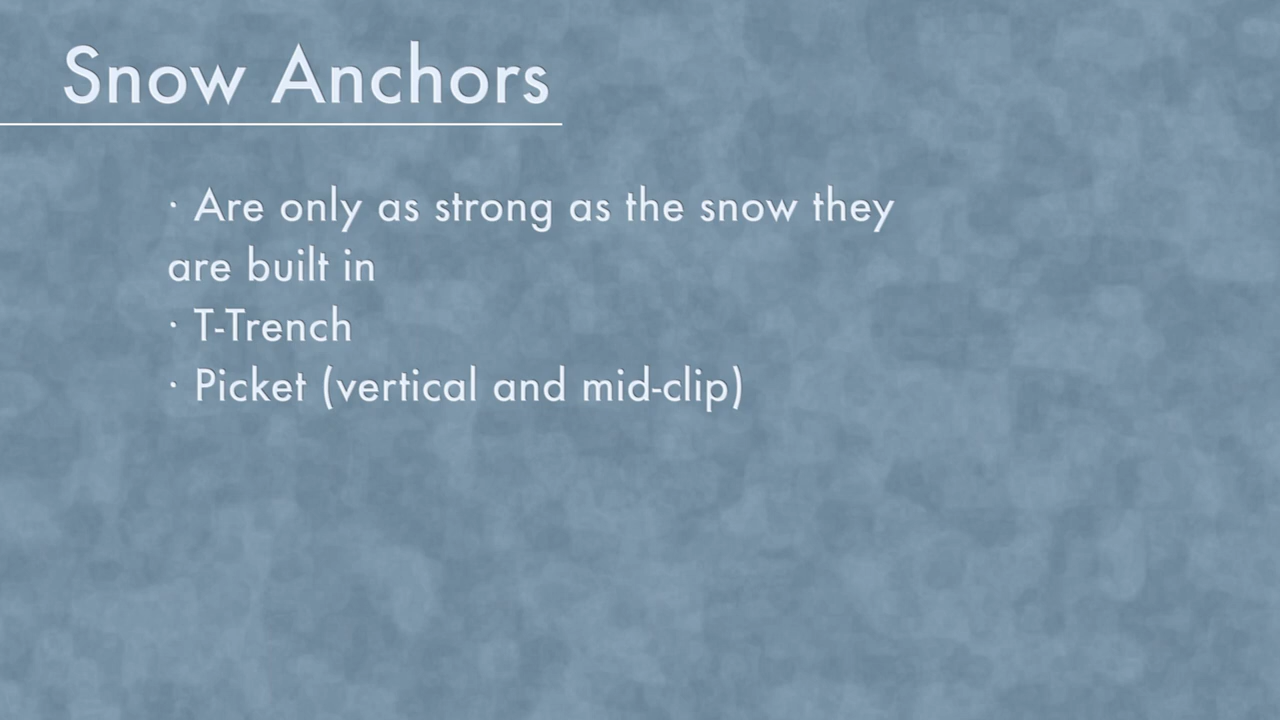 Snow Anchors
· Are only as strong as the snow they
are built in
· T-Trench
· Picket (vertical and mid-clip)